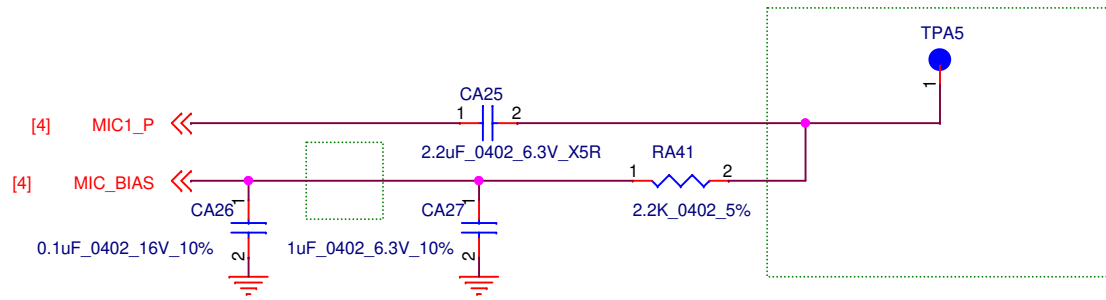 TPA5
1
CA25
[4] MIC1_P
1 2
2.2uF_0402_6.3V_X5R
RA41
[4] MIC_BIAS
1 2
2.2K_0402_5%
CA26
1
CA27
1
0.1uF_0402_16V_10%
2
1uF_0402_6.3V_10%
2